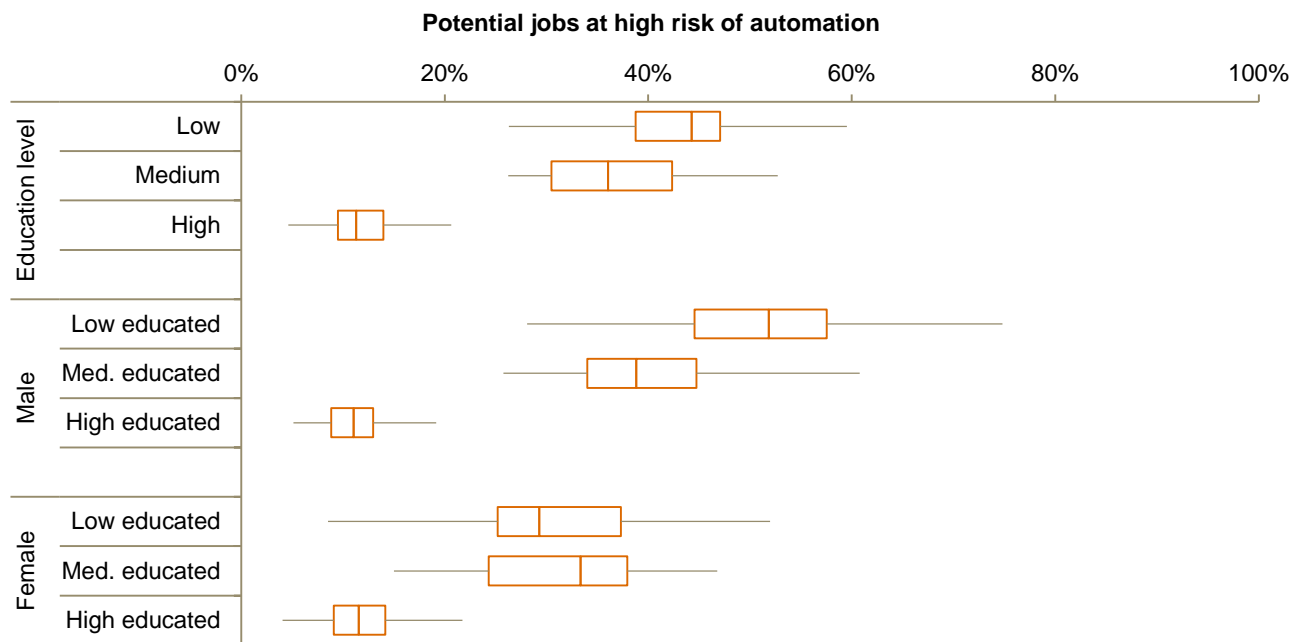 Potential jobs at high risk of automation
0% 20% 40% 60% 80% 100%
Education level
Low
Medium
High
Male
Low educated
Med. educated
High educated
Female
Low educated
Med. educated
High educated